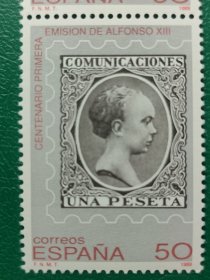 ESPAÑA 50
F. N. M. T. 1989
CENTENARIO PRIMERA
EMISION DE ALFONSO XIII
COMUNICACIONES
UNA PESETA
correos
ESPAÑA 50
F. N. M. T. 1989